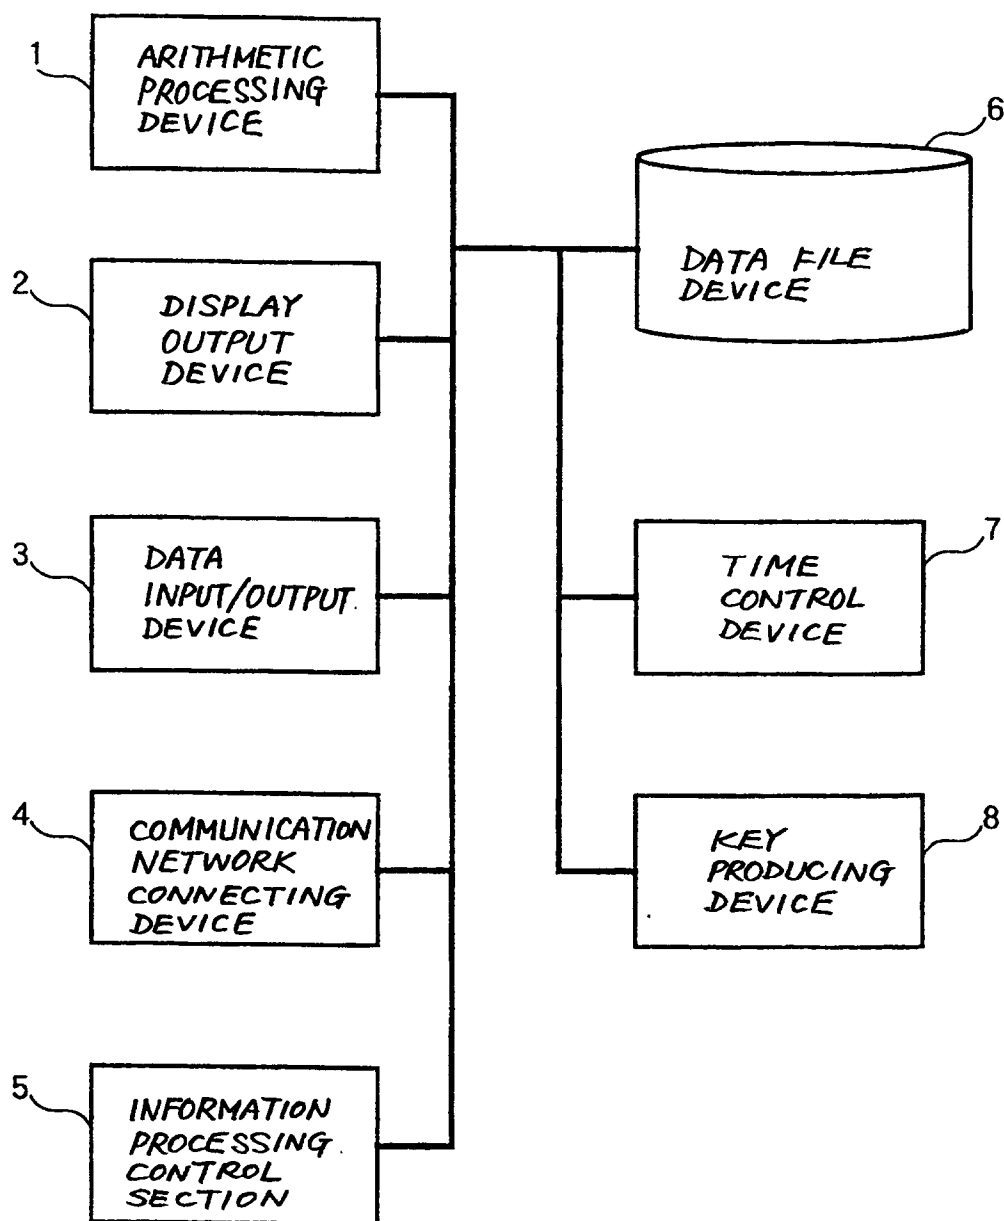 1
ARITHMETIC
PROCESSING
DEVICE
2
DISPLAY
OUTPUT
DEVICE
3
DATA
INPUT/OUTPUT
DEVICE
4
COMMUNICATION
NETWORK
CONNECTING
DEVICE
5
INFORMATION
PROCESSING
CONTROL
SECTION
6
DATA FILE
DEVICE
7
TIME
CONTROL
DEVICE
8
KEY
PRODUCING
DEVICE